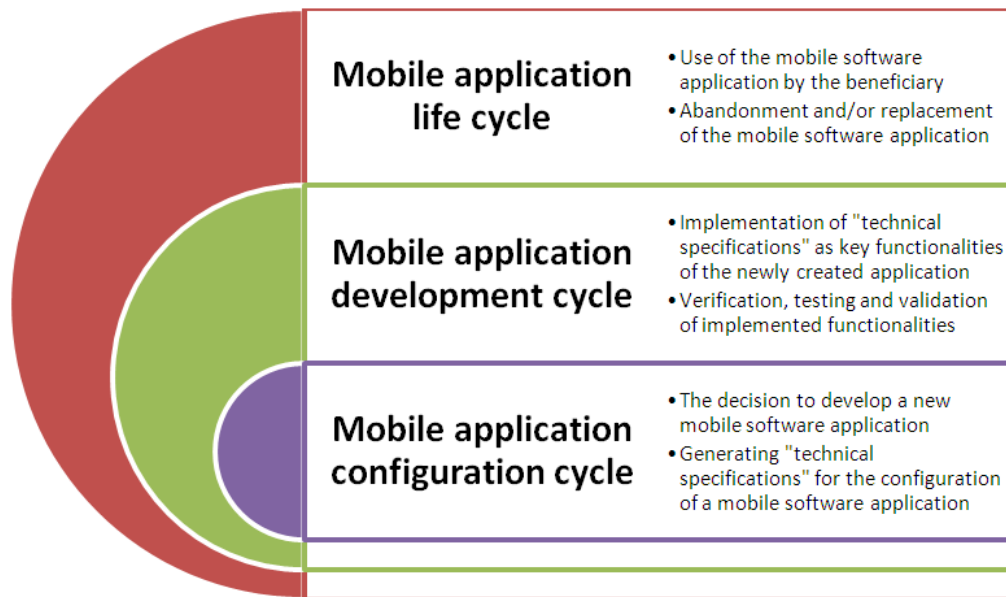 Mobile application
life cycle
• Use of the mobile software
application by the beneficiary
• Abandonment and/or replacement
of the mobile software application
Mobile application
development cycle
• Implementation of "technical
specifications" as key functionalities
of the newly created application
• Verification, testing and validation
of implemented functionalities
Mobile application
configuration cycle
• The decision to develop a new
mobile software application
• Generating "technical
specifications" for the configuration
of a mobile software application